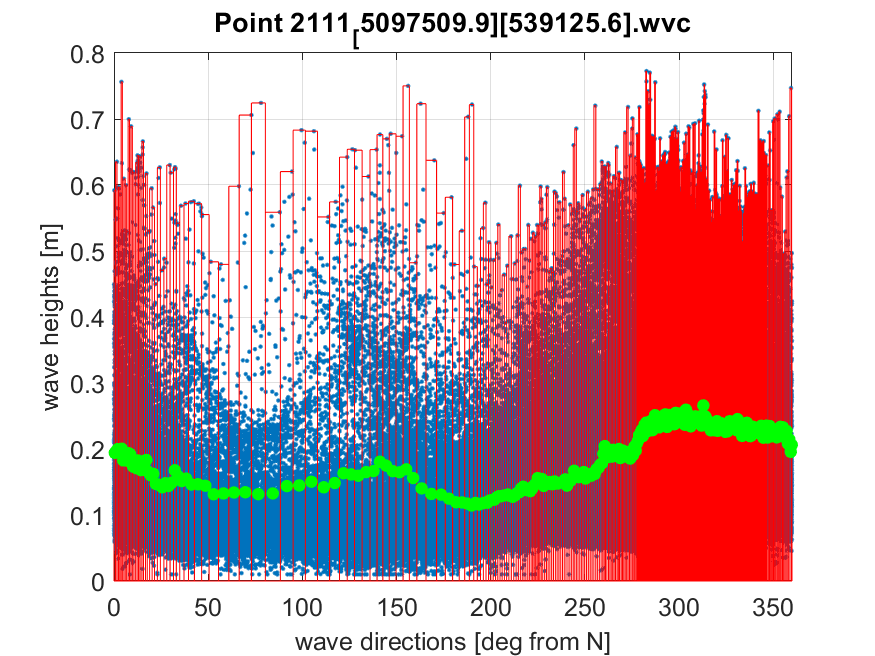 Point 2111[5097509.9][539125.6].wvc
0.8
0.7
0.6
0.5
0.4
0.3
0.2
0.1
0
wave heights [m]
0 50 100 150 200 250 300 350
wave directions [deg from N]